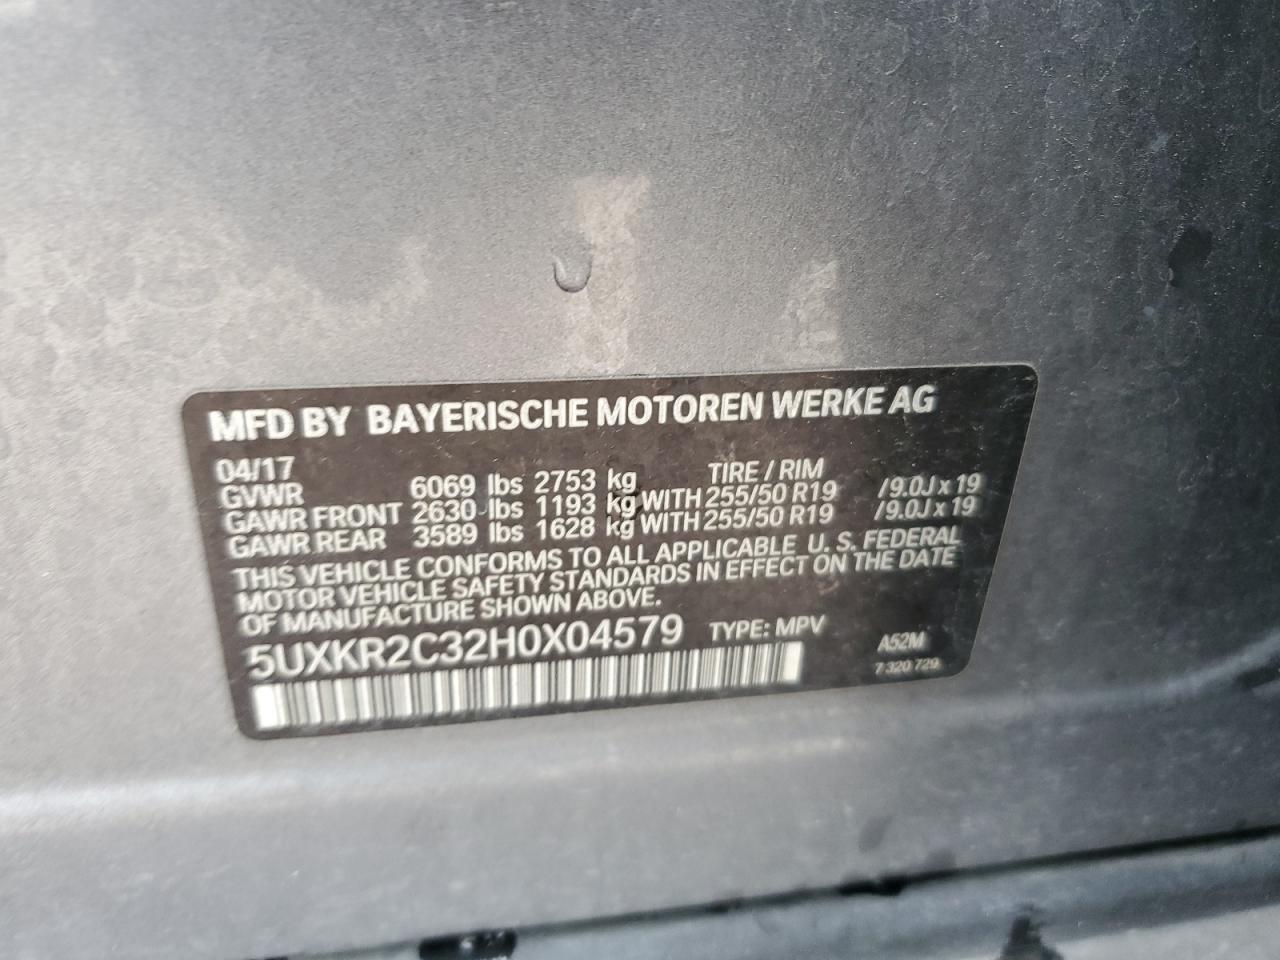 MFD BY BAYERISCHE MOTOREN WERKE AG
04/17 TIRE / RIM
GVWR 6069 lbs 2753 kg
GAWR FRONT 2630 lbs 1193 kg WITH 255/50 R19 /9.0J x 19
GAWR REAR 3589 lbs 1628 kg WITH 255/50 R19 /9.0J x 19
THIS VEHICLE CONFORMS TO ALL APPLICABLE U. S. FEDERAL
MOTOR VEHICLE SAFETY STANDARDS IN EFFECT ON THE DATE
OF MANUFACTURE SHOWN ABOVE.
5UXKR2C32H0X04579 TYPE: MPV
A52M
7 320 729